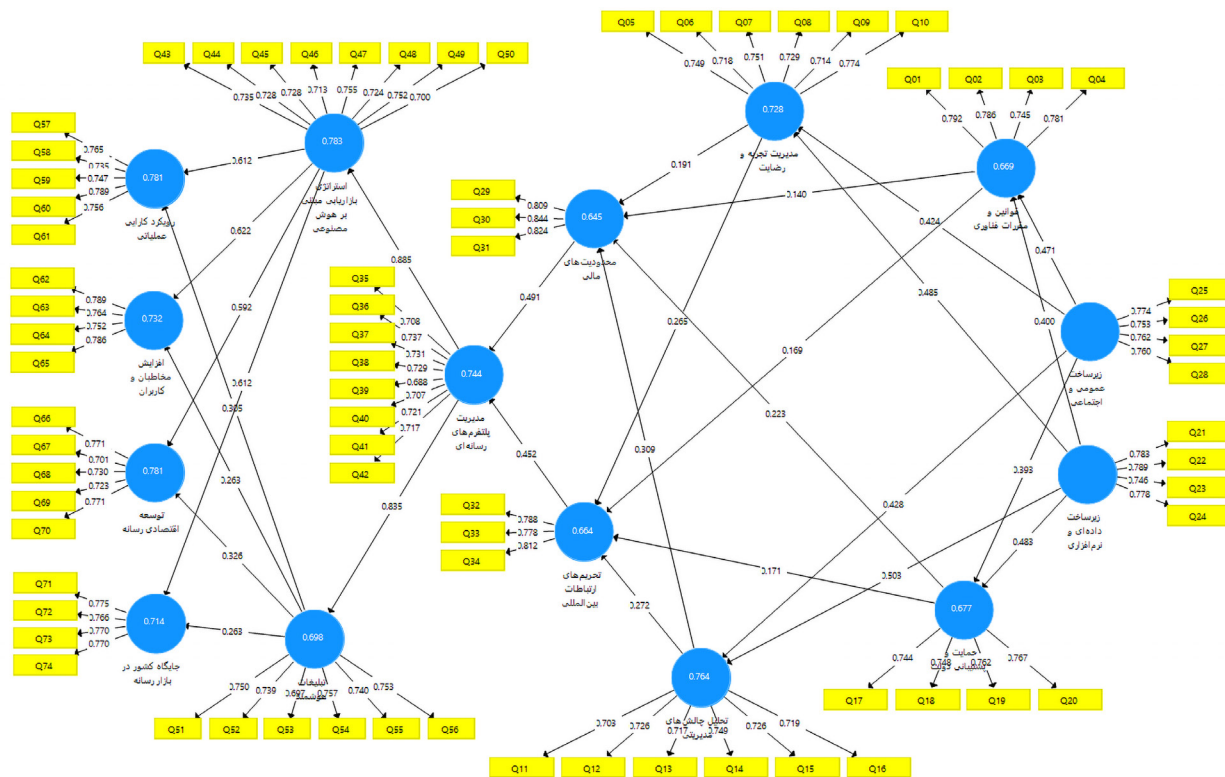 Q05
Q06
Q07
Q08
Q09
Q10
0.749
0.718
0.751
0.729
0.714
0.774
0.728
مدیریت تجربه و
رضایت
Q43
Q44
Q45
Q46
Q47
Q48
Q49
Q50
0.735
0.728
0.728
0.713
0.755
0.724
0.752
0.700
0.783
استراتژی
بازاریابی مبتنی
بر هوش
مصنوعی
Q01
Q02
Q03
Q04
0.792
0.786
0.745
0.781
0.669
قوانین و
مقررات فناوری
Q57
Q58
Q59
Q60
Q61
0.765
0.735
0.747
0.789
0.756
0.781
رویکرد کارایی
عملیاتی
0.612
0.622
0.592
0.612
0.305
0.263
0.326
0.263
0.885
0.835
Q29
Q30
Q31
0.809
0.844
0.824
0.645
محدودیت‌های
مالی
0.191
0.140
0.265
0.169
0.424
0.485
0.471
0.400
0.491
0.452
0.223
0.309
0.393
0.428
0.483
0.503
0.171
0.272
Q62
Q63
Q64
Q65
0.789
0.764
0.752
0.786
0.732
افزایش
مخاطبان و
کاربران
Q35
Q36
Q37
Q38
Q39
Q40
Q41
Q42
0.708
0.737
0.731
0.729
0.688
0.707
0.721
0.717
0.744
مدیریت
پلتفرم‌های
رسانه‌ای
Q25
Q26
Q27
Q28
0.774
0.753
0.762
0.760
زیرساخت
عمومی و
اجتماعی
Q66
Q67
Q68
Q69
Q70
0.771
0.701
0.730
0.723
0.771
0.781
توسعه
اقتصادی رسانه
Q21
Q22
Q23
Q24
0.783
0.789
0.746
0.778
زیرساخت
داده‌ای و
نرم‌افزاری
Q32
Q33
Q34
0.788
0.778
0.812
0.664
تحریم‌های
ارتباطات
بین‌المللی
Q71
Q72
Q73
Q74
0.775
0.766
0.770
0.770
0.714
جایگاه کشور در
بازار رسانه
0.698
تبلیغات
هوشمند
0.750
0.739
0.697
0.757
0.740
0.753
Q51
Q52
Q53
Q54
Q55
Q56
0.677
حمایت و
پشتیبانی دولت
0.744
0.748
0.762
0.767
Q17
Q18
Q19
Q20
0.764
تحلیل چالش‌های
مدیریتی
0.703
0.726
0.717
0.749
0.726
0.719
Q11
Q12
Q13
Q14
Q15
Q16